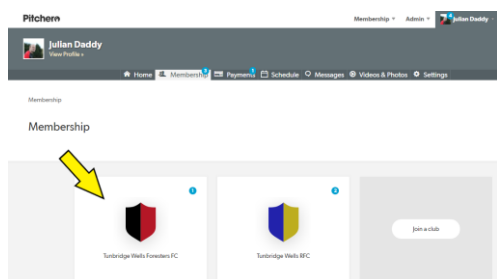 Pitchero
Membership Admin Julian Daddy
Julian Daddy
View Profile »
Home Membership Payments Schedule Messages Videos & Photos Settings
Membership
Membership
1
Tunbridge Wells Foresters FC
Tunbridge Wells RFC
Join a club